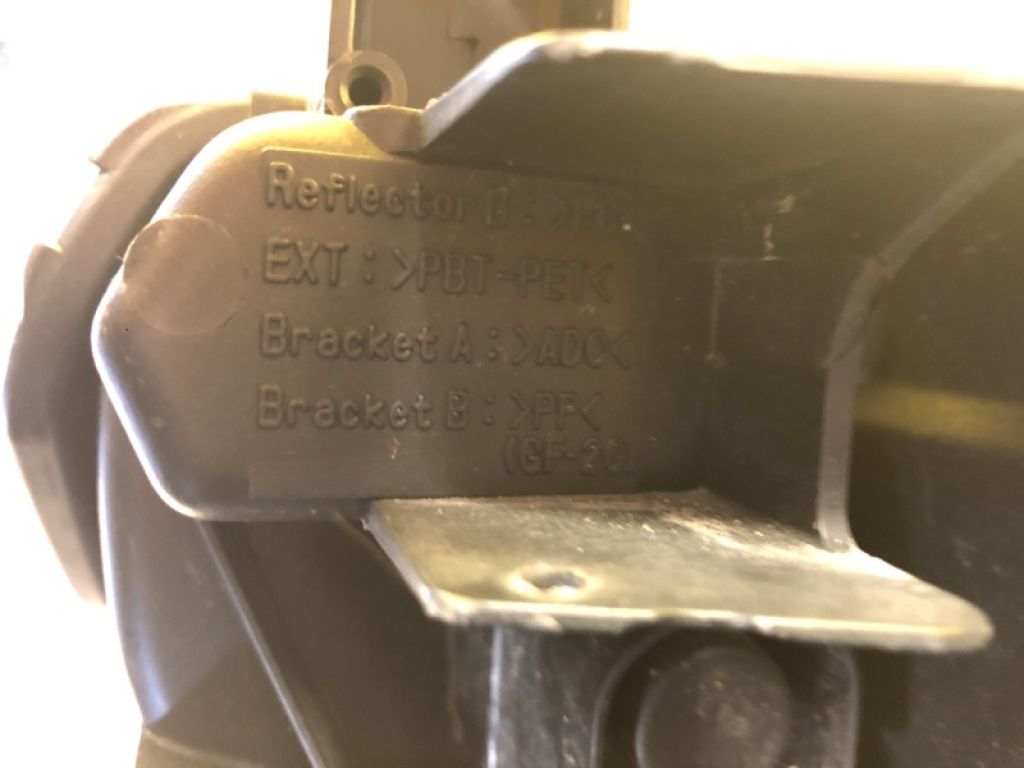 Reflector B :
EXT : >PBT-PET<
Bracket A : >ADC<
Bracket B : >PP<
(GF-20)